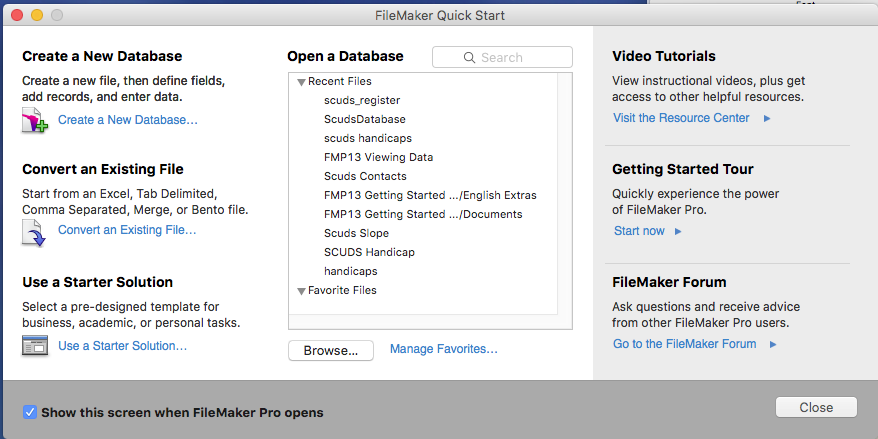 FileMaker Quick Start
Create a New Database
Create a new file, then define fields,
add records, and enter data.
Create a New Database...
Convert an Existing File
Start from an Excel, Tab Delimited,
Comma Separated, Merge, or Bento file.
Convert an Existing File...
Use a Starter Solution
Select a pre-designed template for
business, academic, or personal tasks.
Use a Starter Solution...
Open a Database
Search
Recent Files
scuds_register
ScudsDatabase
scuds handicaps
FMP13 Viewing Data
Scuds Contacts
FMP13 Getting Started .../English Extras
FMP13 Getting Started .../Documents
Scuds Slope
SCUDS Handicap
handicaps
Favorite Files
Browse...
Manage Favorites...
Video Tutorials
View instructional videos, plus get
access to other helpful resources.
Visit the Resource Center
Getting Started Tour
Quickly experience the power
of FileMaker Pro.
Start now
FileMaker Forum
Ask questions and receive advice
from other FileMaker Pro users.
Go to the FileMaker Forum
Show this screen when FileMaker Pro opens
Close